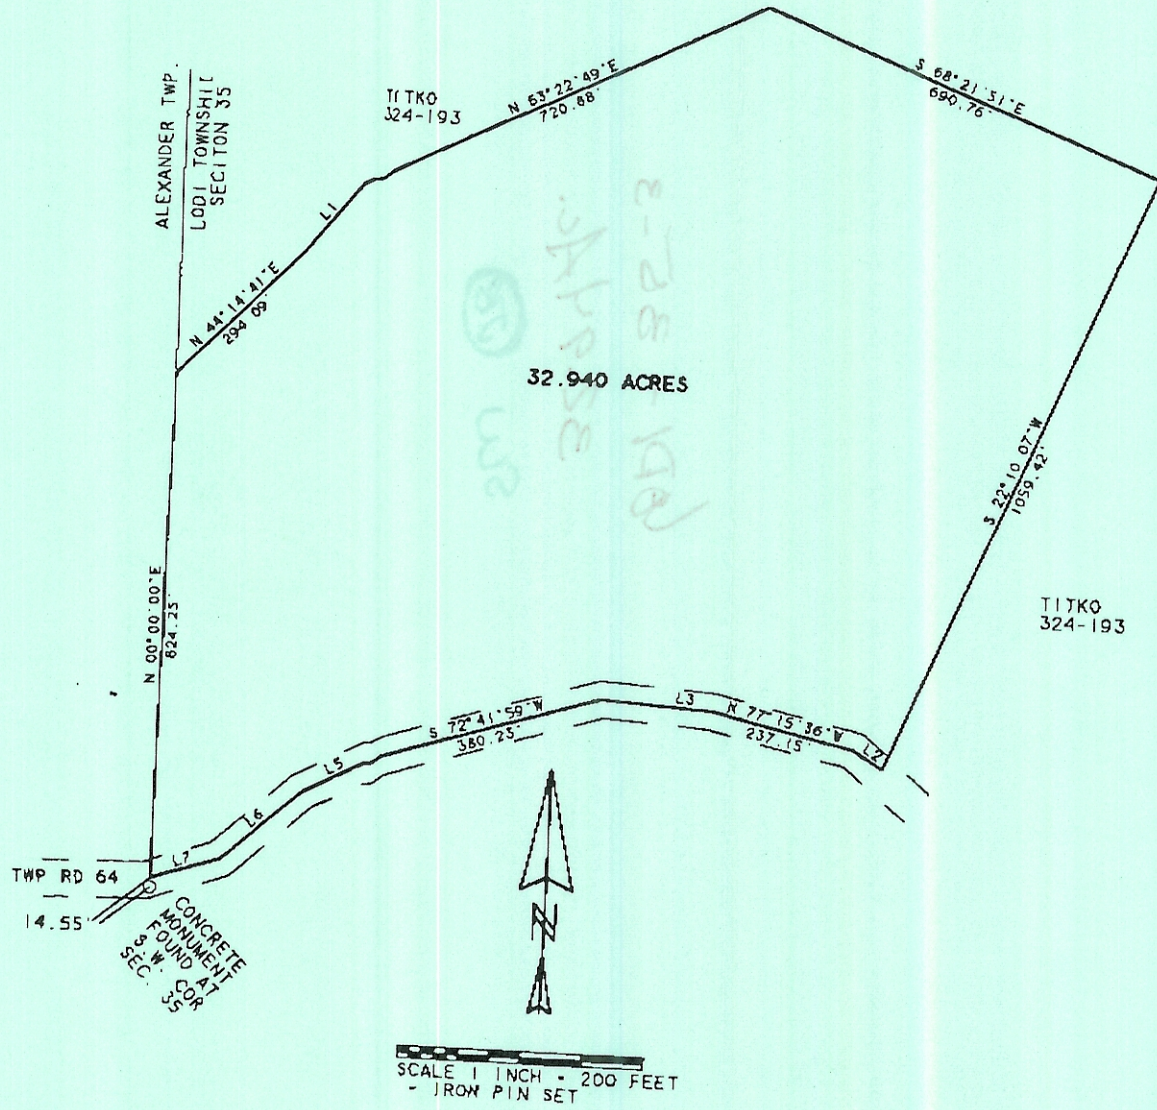 ALEXANDER TWP.
LODI TOWNSHIP
SECITON 35
TITKO
324-193
N 63° 22' 49" E
720.88'
S 68° 21' 51" E
690.76'
L1
N 44° 14' 41" E
294.09'
32.940 ACRES
S 22° 10' 07" W
1059.42'
N 00° 00' 00" E
824.25'
TITKO
324-193
S 72° 41' 59" W
380.23'
L3
N 77° 15' 36" W
237.15
L2
L5
L6
L7
TWP RD 64
14.55'
CONCRETE
MONUMENT
FOUND AT
S.W. COR
SEC. 35
N
SCALE 1 INCH - 200 FEET
- IRON PIN SET